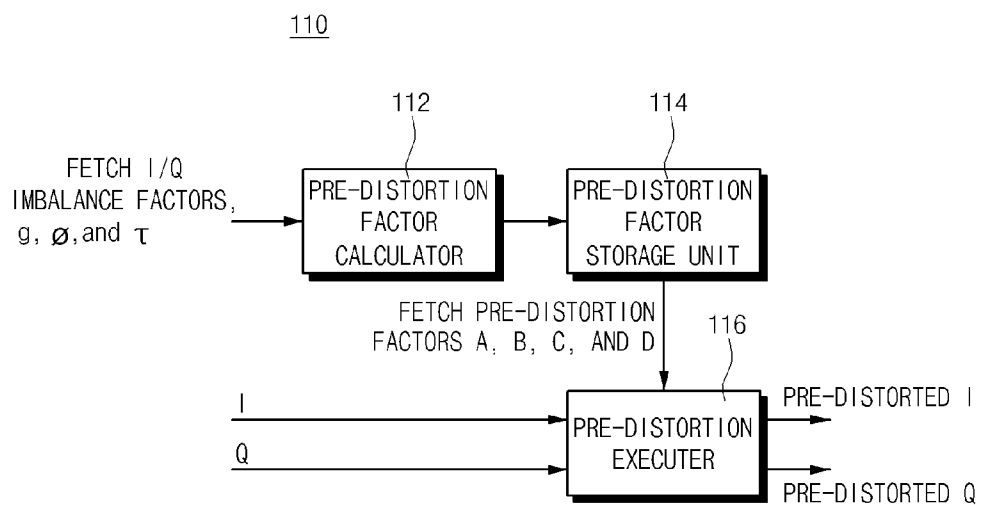 110
112
114
FETCH I/Q
IMBALANCE FACTORS,
g, ø, and τ
PRE-DISTORTION
FACTOR
CALCULATOR
PRE-DISTORTION
FACTOR
STORAGE UNIT
FETCH PRE-DISTORTION
FACTORS A, B, C, AND D
116
I
Q
PRE-DISTORTION
EXECUTER
PRE-DISTORTED I
PRE-DISTORTED Q